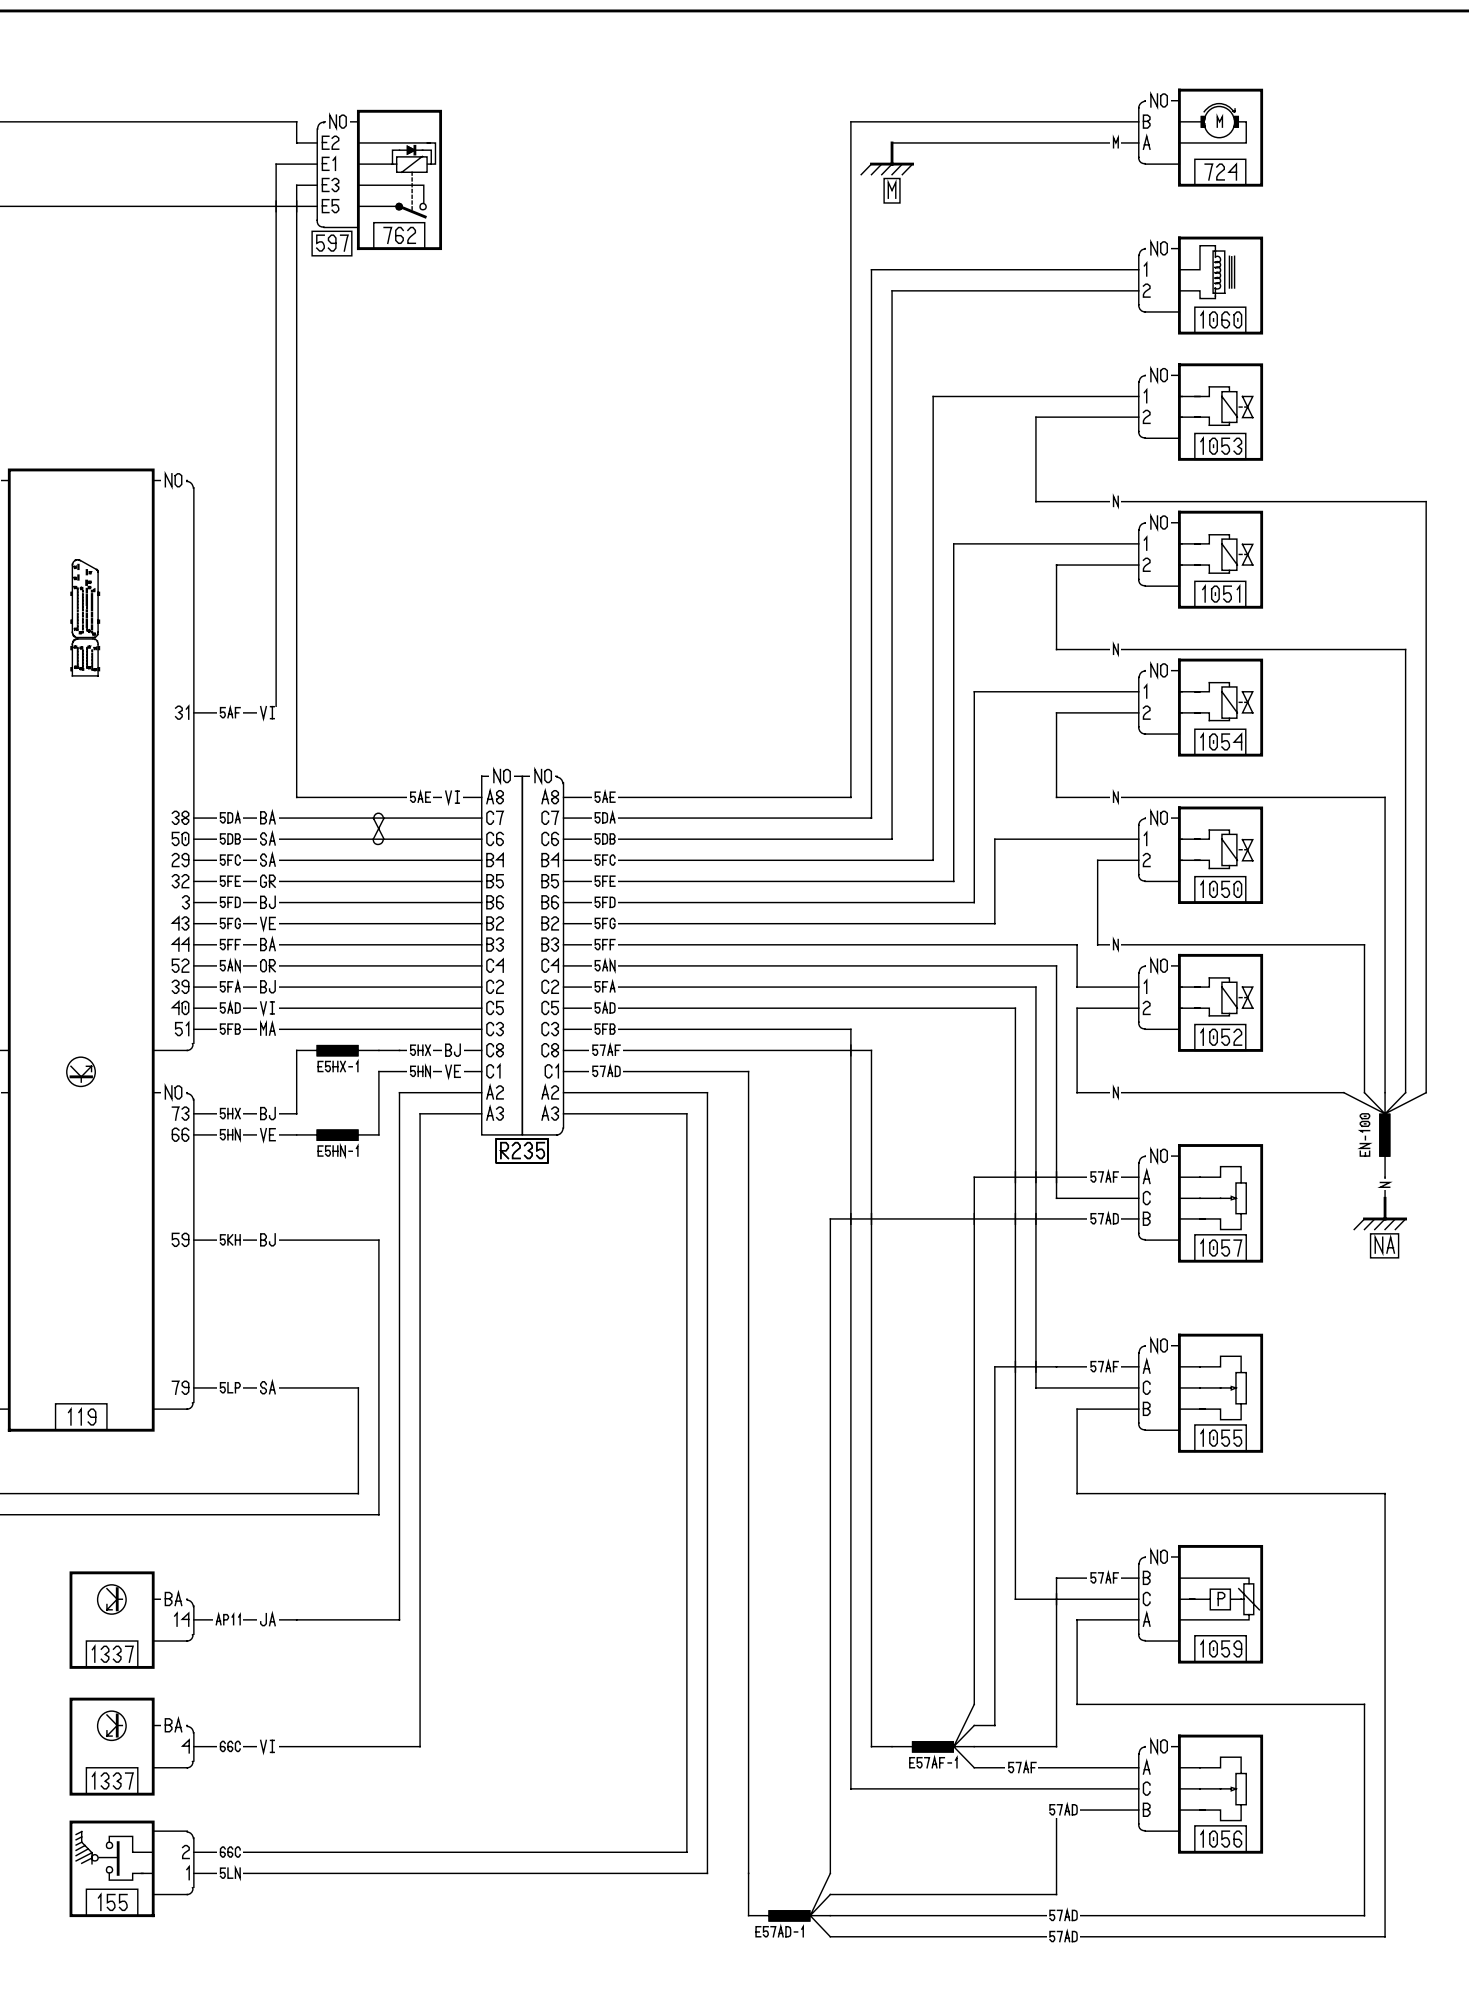 NO
E2
E1
E3
E5
597
762
NO
B
M A
724
M
NO
1
2
1060
NO
1
2
1053
N
NO
1
2
1051
N
NO
1
2
1054
N
NO
1
2
1050
N
NO
1
2
1052
N
EN-100
N
NA
NO
31 5AF VI
38 5DA BA
50 5DB SA
29 5FC SA
32 5FE GR
3 5FD BJ
43 5FG VE
44 5FF BA
52 5AN OR
39 5FA BJ
40 5AD VI
51 5FB MA
NO
73 5HX BJ
66 5HN VE
59 5KH BJ
79 5LP SA
119
K
E5HX-1
E5HN-1
NO NO
5AE VI A8 A8 5AE
C7 C7 5DA
C6 C6 5DB
B4 B4 5FC
B5 B5 5FE
B6 B6 5FD
B2 B2 5FG
B3 B3 5FF
C4 C4 5AN
C2 C2 5FA
C5 C5 5AD
C3 C3 5FB
5HX BJ C8 C8 57AF
5HN VE C1 C1 57AD
A2 A2
A3 A3
R235
NO
57AF A
C
57AD B
1057
NO
57AF A
C
B
1055
NO
57AF B
C P
A
1059
NO
57AF A
C
57AD B
1056
E57AF-1
E57AD-1
57AD
57AD
BA
14 AP11 JA
1337
BA
4 66C VI
1337
2 66C
1 5LN
155